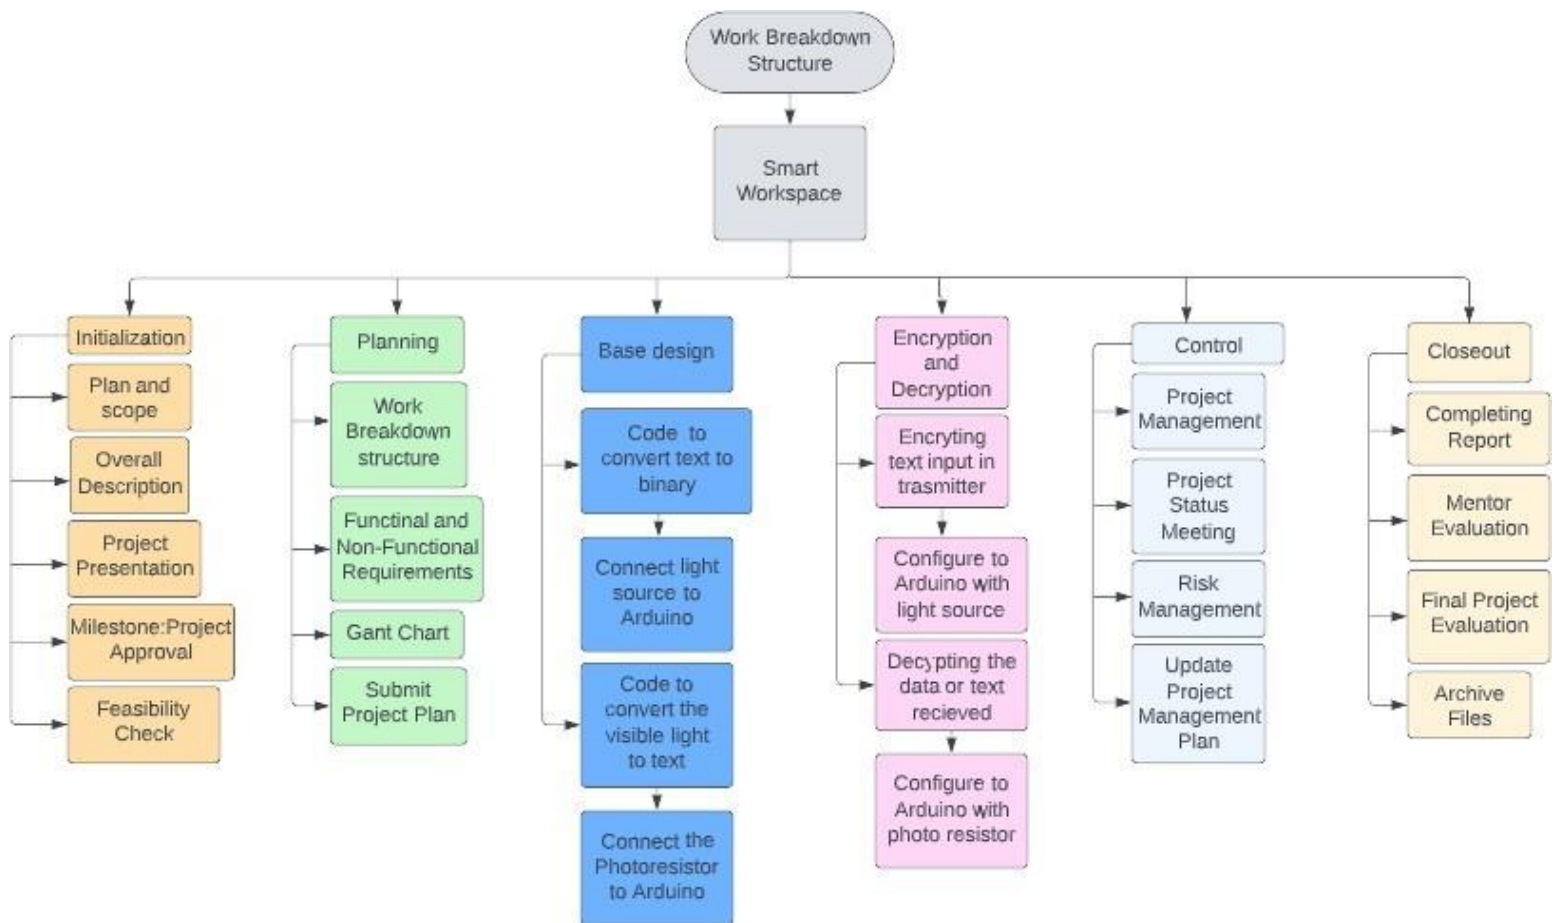 Work Breakdown
Structure
Smart
Workspace
Initialization
Plan and
scope
Overall
Description
Project
Presentation
Milestone:Project
Approval
Feasibility
Check
Planning
Work
Breakdown
structure
Functinal and
Non-Functional
Requirements
Gant Chart
Submit
Project Plan
Base design
Code to
convert text to
binary
Connect light
source to
Arduino
Code to
convert the
visible light
to text
Connect the
Photoresistor
to Arduino
Encryption
and
Decryption
Encryting
text input in
trasmitter
Configure to
Arduino with
light source
Decypting the
data or text
recieved
Configure to
Arduino with
photo resistor
Control
Project
Management
Project
Status
Meeting
Risk
Management
Update
Project
Management
Plan
Closeout
Completing
Report
Mentor
Evaluation
Final Project
Evaluation
Archive
Files